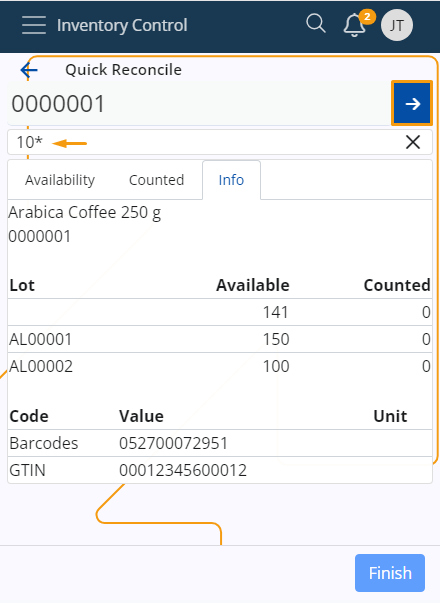 Inventory Control
2
JT
Quick Reconcile
0000001
10*
Availability Counted Info
Arabica Coffee 250 g
0000001
Lot Available Counted
141 0
AL00001 150 0
AL00002 100 0
Code Value Unit
Barcodes 052700072951
GTIN 00012345600012
Finish